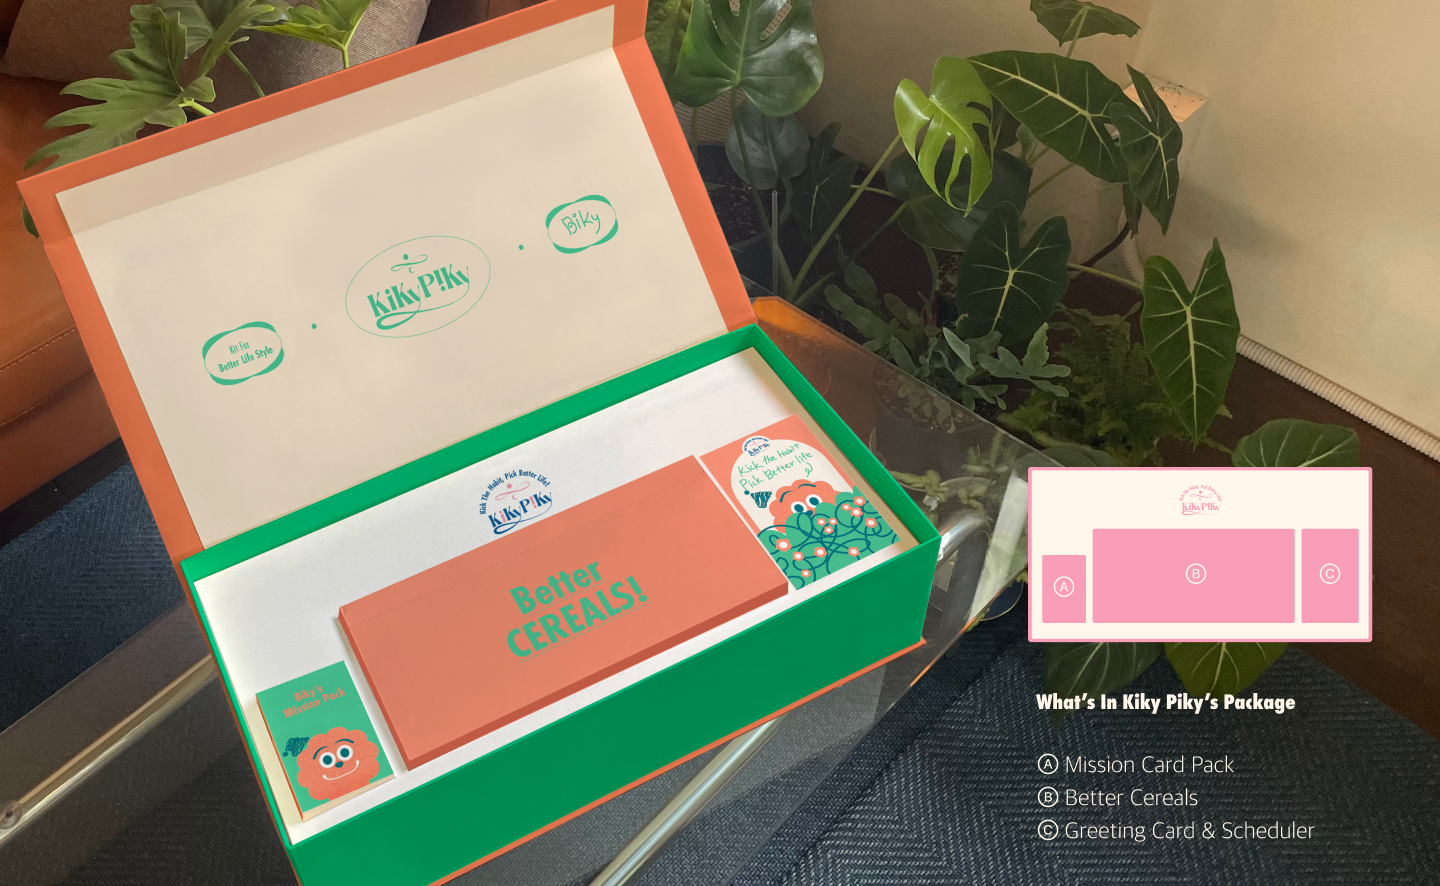 Biky
KiKy P!Ky
Kit For
Better Life Style
Kick The Habit, Pick Better Life!
KiKyP!Ky
Better
CEREALS!
Kick the Habit
Pick Better life
Biky's
Mission Pack
KiKyP!Ky
A
B
C
What's In Kiky Piky's Package
A Mission Card Pack
B Better Cereals
C Greeting Card & Scheduler